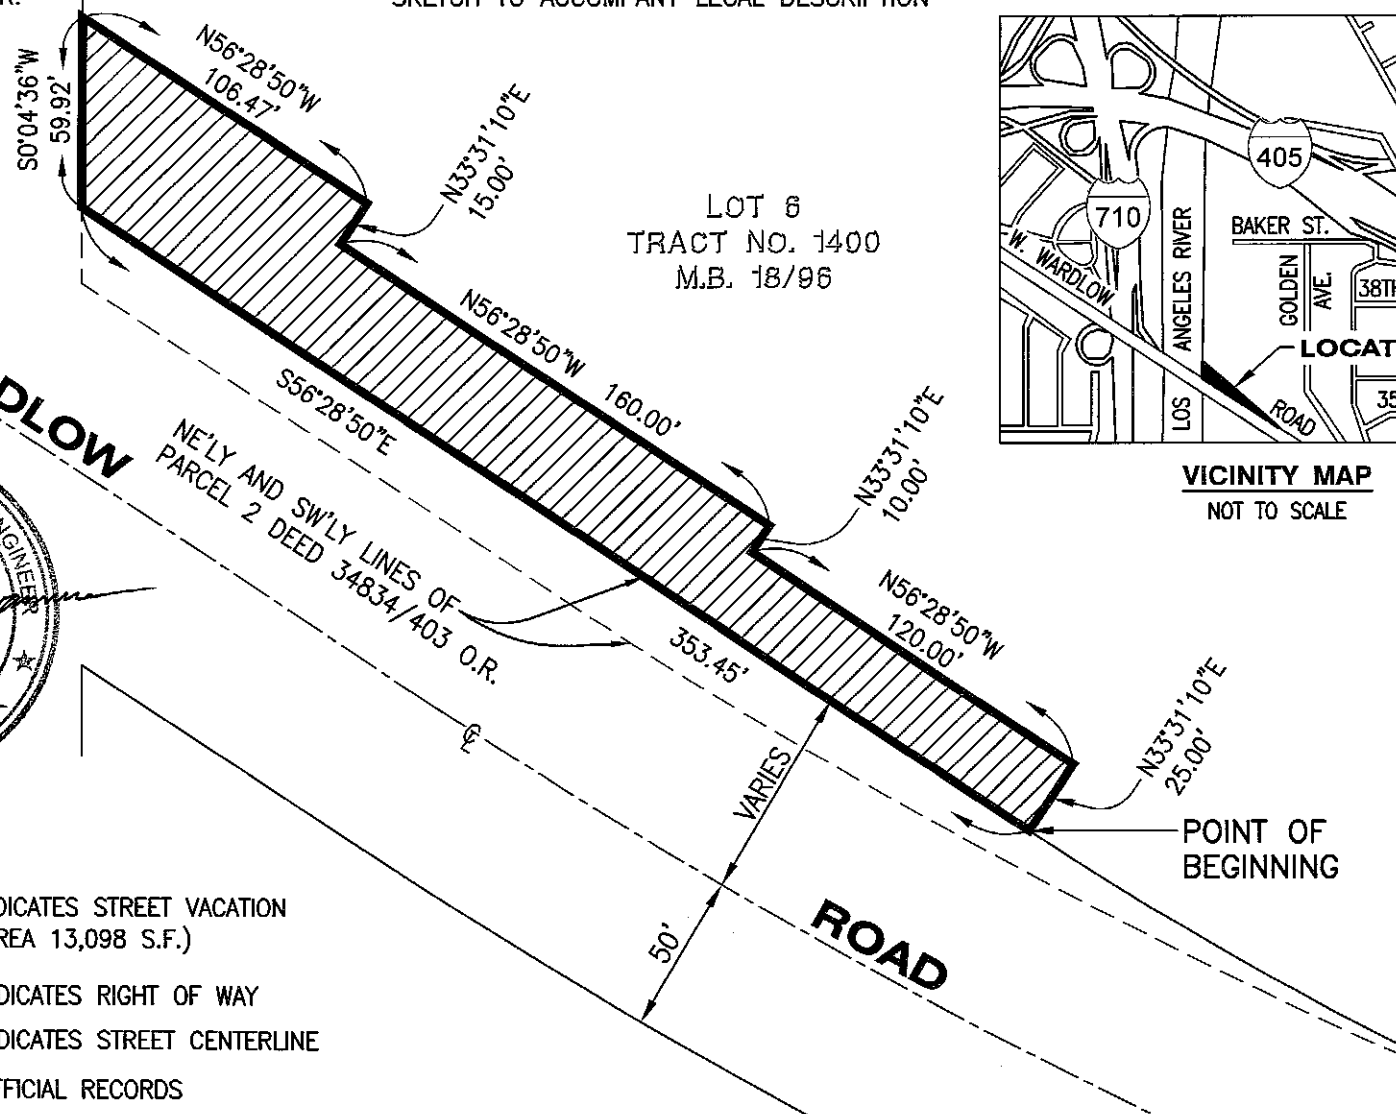 SKETCH TO ACCOMPANY LEGAL DESCRIPTION
S0°04'36"W
59.92'
N56°28'50"W
106.47'
N33°31'10"E
15.00'
LOT 6
TRACT NO. 1400
M.B. 18/96
N56°28'50"W 160.00'
S56°28'50"E
353.45'
N33°31'10"E
10.00'
NE'LY AND SW'LY LINES OF
PARCEL 2 DEED 34834/403 O.R.
N56°28'50"W
120.00'
N33°31'10"E
25.00'
POINT OF
BEGINNING
VARIES
50'
DLOW
ROAD
℄
NGINEER
405
710
W. WARDLOW
ROAD
LOS ANGELES RIVER
BAKER ST.
GOLDEN
AVE.
38TH
LOCAT
35
VICINITY MAP
NOT TO SCALE
DICATES STREET VACATION
REA 13,098 S.F.)
DICATES RIGHT OF WAY
DICATES STREET CENTERLINE
FFICIAL RECORDS